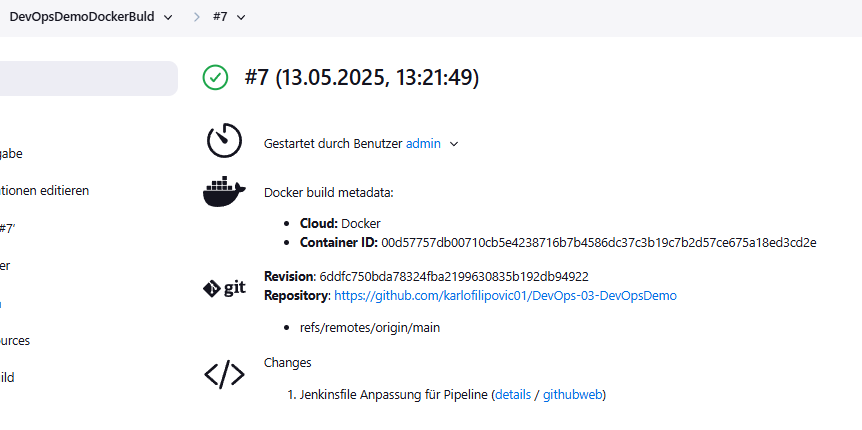 DevOpsDemoDockerBuld > #7
#7 (13.05.2025, 13:21:49)
gabe
Gestartet durch Benutzer admin
tionen editieren
Docker build metadata:
#7'
Cloud: Docker
Container ID: 00d57757db00710cb5e4238716b7b4586dc37c3b19c7b2d57ce675a18ed3cd2e
er
Revision: 6ddfc750bda78324fba2199630835b192db94922
git
Repository: https://github.com/karlofilipovic01/DevOps-03-DevOpsDemo
refs/remotes/origin/main
ources
Changes
ild
1. Jenkinsfile Anpassung für Pipeline (details / githubweb)